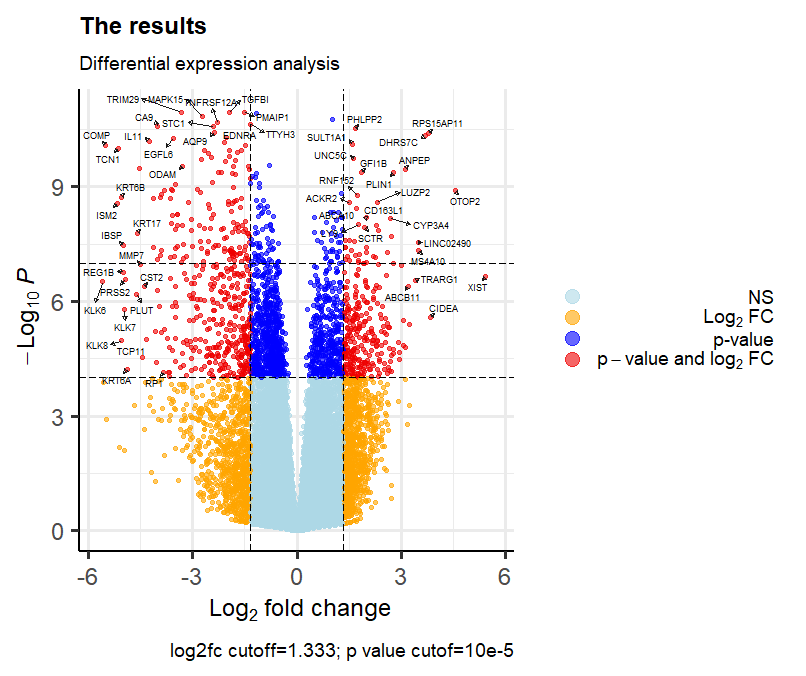 The results
Differential expression analysis
TRIM29
MAPK15
TNFRSF12A
TGFBI
CA9
STC1
PMAIP1
PHLPP2
RPS15AP11
COMP
IL11
AQP9
EDNRA
TTYH3
SULT1A1
DHRS7C
TCN1
EGFL6
UNC5C
GFI1B
ANPEP
ODAM
RNF152
PLIN1
KRT6B
ACKR2
LUZP2
OTOP2
ISM2
CD163L1
KRT17
CYP3A4
IBSP
SCTR
LINC02490
MMP7
MS4A10
REG1B
CST2
TRARG1
XIST
PRSS2
ABCB11
KLK6
PLUT
CIDEA
KLK7
KLK8
TCP11
KRT6A
RP1
9
6
3
0
– Log10 P
-6
-3
0
3
6
Log2 fold change
NS
Log2 FC
p-value
p – value and log2 FC
log2fc cutoff=1.333; p value cutof=10e-5